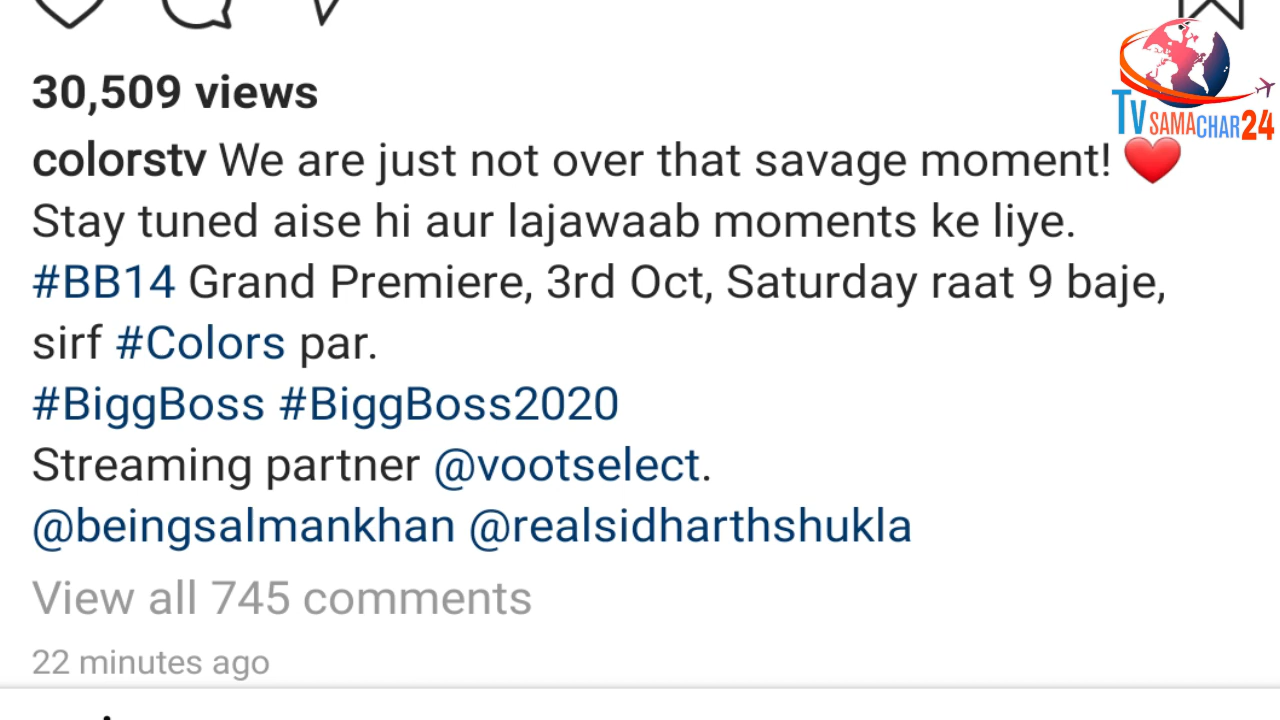 30,509 views
TV SAMACHAR24
colorstv We are just not over that savage moment! ❤️
Stay tuned aise hi aur lajawaab moments ke liye.
#BB14 Grand Premiere, 3rd Oct, Saturday raat 9 baje,
sirf #Colors par.
#BiggBoss #BiggBoss2020
Streaming partner @vootselect.
@beingsalmankhan @realsidharthshukla
View all 745 comments
22 minutes ago